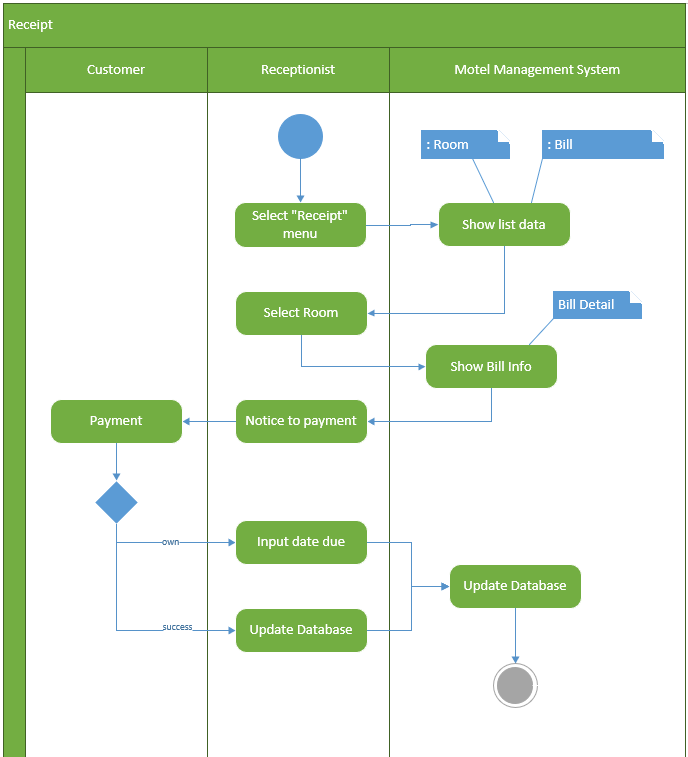 Receipt
Customer
Receptionist
Motel Management System
: Room
: Bill
Select "Receipt"
menu
Show list data
Select Room
Bill Detail
Show Bill Info
Payment
Notice to payment
own
Input date due
Update Database
success
Update Database